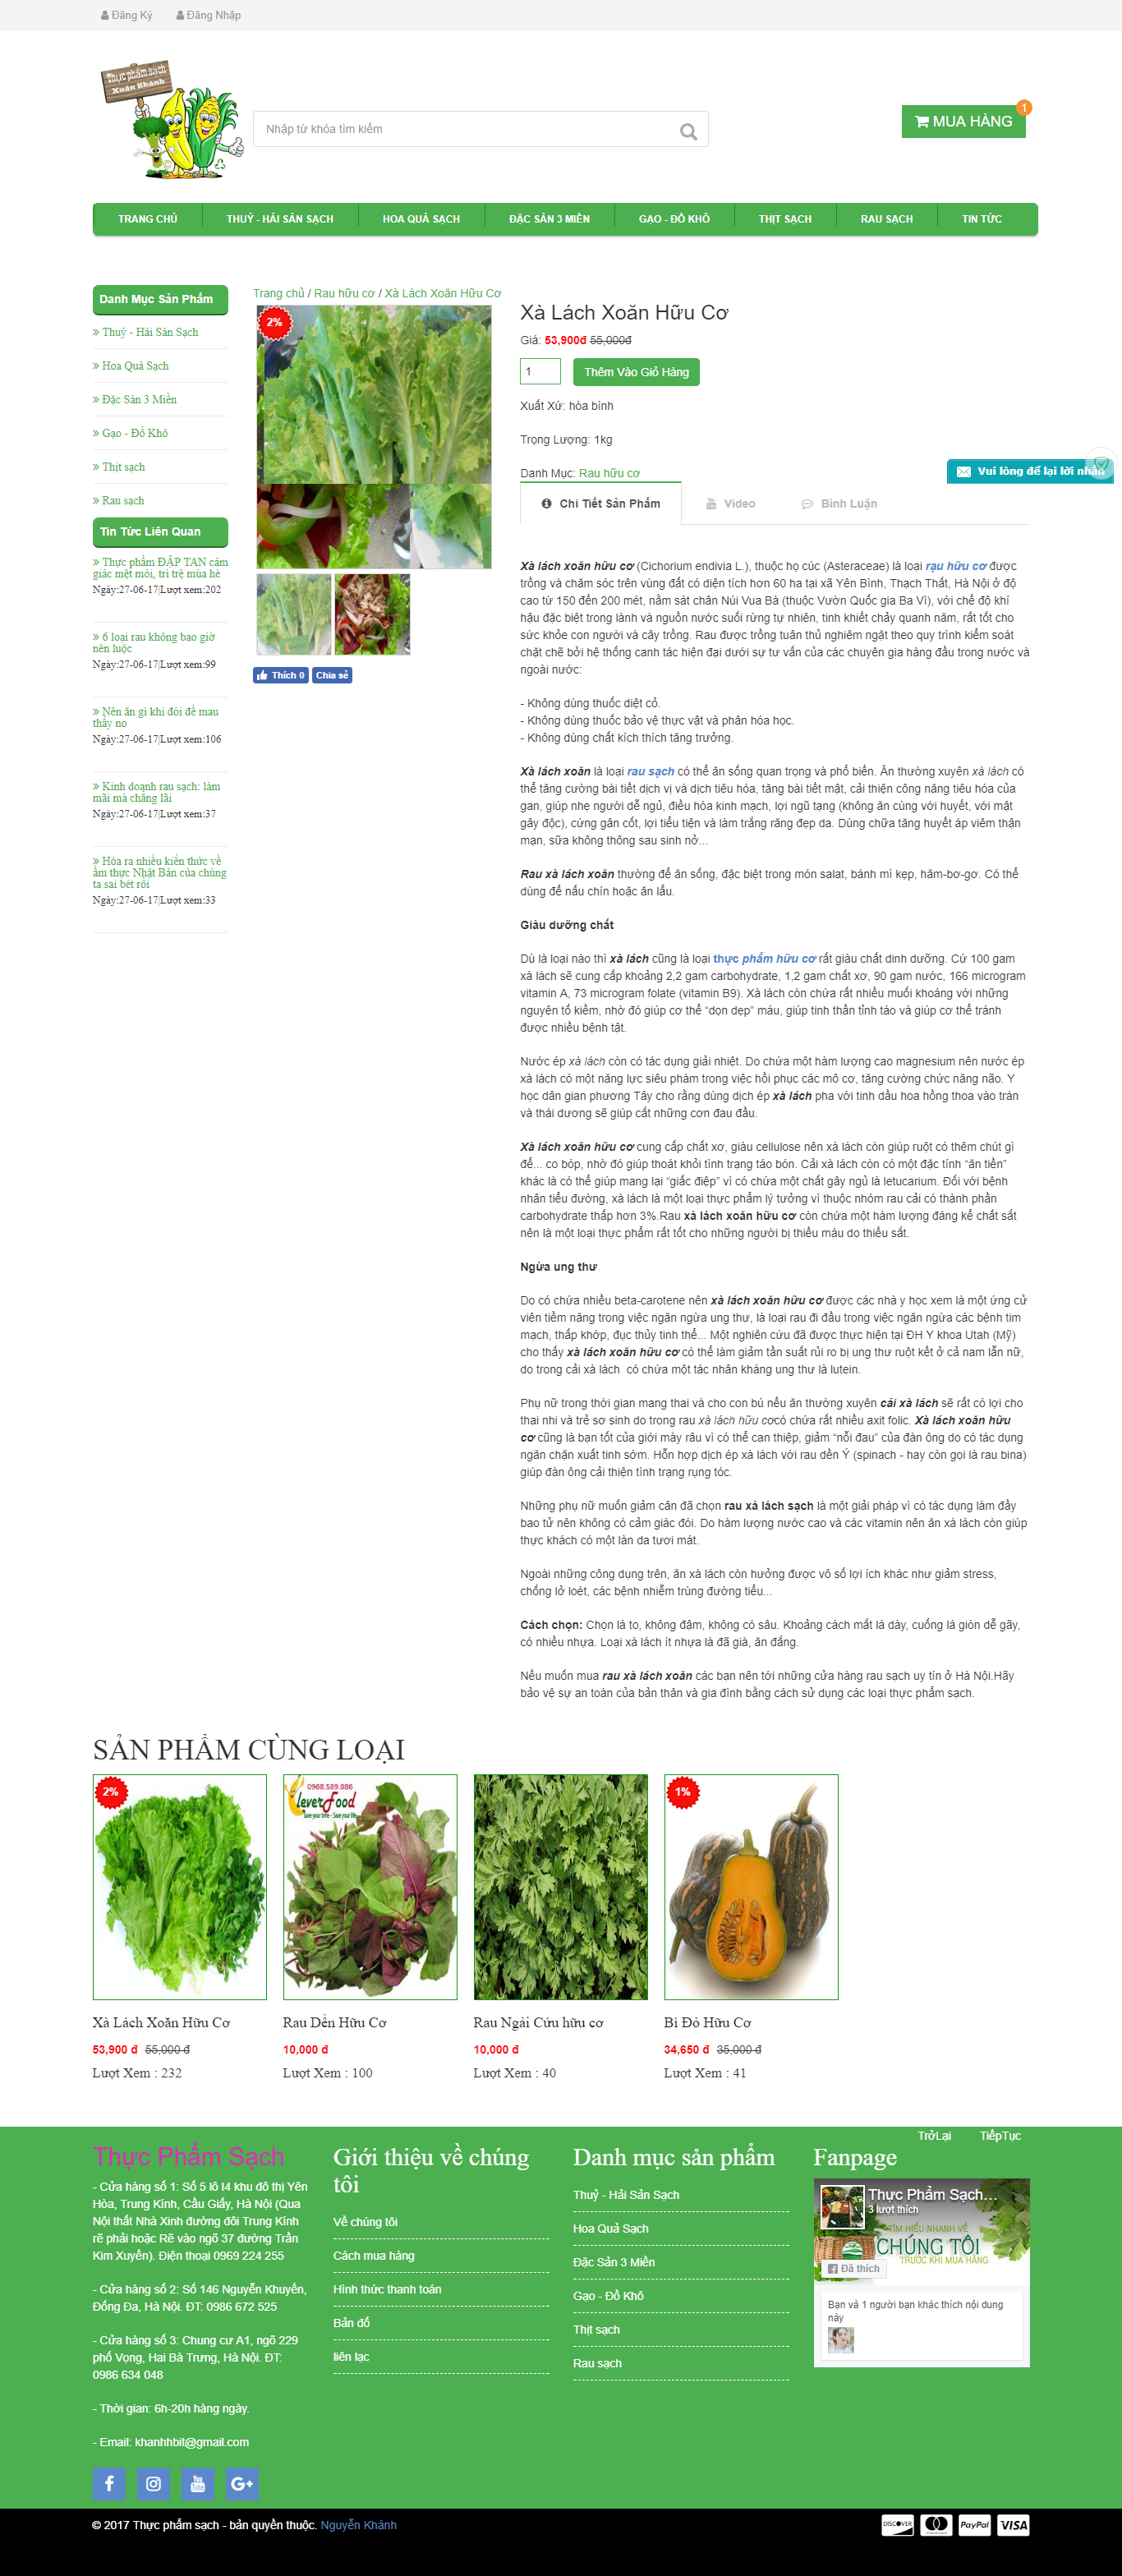 Đăng Ký
Đăng Nhập
Thực phẩm sạch
Xuân Khánh
Nhập từ khóa tìm kiếm
MUA HÀNG
1
TRANG CHỦ
THUỶ - HẢI SẢN SẠCH
HOA QUẢ SẠCH
ĐẶC SẢN 3 MIỀN
GẠO - ĐỒ KHÔ
THỊT SẠCH
RAU SẠCH
TIN TỨC
Danh Mục Sản Phẩm
» Thuỷ - Hải Sản Sạch
» Hoa Quả Sạch
» Đặc Sản 3 Miền
» Gạo - Đồ Khô
» Thịt sạch
» Rau sạch
Tin Tức Liên Quan
» Thực phẩm ĐẬP TAN cảm
giác mệt mỏi, trì trệ mùa hè
Ngày:27-06-17|Lượt xem:202
» 6 loại rau không bao giờ
nên luộc
Ngày:27-06-17|Lượt xem:99
» Nên ăn gì khi đói để mau
thấy no
Ngày:27-06-17|Lượt xem:106
» Kinh doanh rau sạch: làm
mãi mà chẳng lãi
Ngày:27-06-17|Lượt xem:37
» Hóa ra nhiều kiến thức về
ẩm thực Nhật Bản của chúng
ta sai bét rồi
Ngày:27-06-17|Lượt xem:33
Trang chủ / Rau hữu cơ / Xà Lách Xoăn Hữu Cơ
2%
Thích 0
Chia sẻ
Xà Lách Xoăn Hữu Cơ
Giá: 53,900đ 55,000đ
1
Thêm Vào Giỏ Hàng
Xuất Xứ: hòa bình
Trọng Lượng: 1kg
Danh Mục: Rau hữu cơ
Vui lòng để lại lời nhắn
Chi Tiết Sản Phẩm
Video
Bình Luận
Xà lách xoăn hữu cơ (Cichorium endivia L.), thuộc họ cúc (Asteraceae) là loại rau hữu cơ được
trồng và chăm sóc trên vùng đất có diện tích hơn 60 ha tại xã Yên Bình, Thạch Thất, Hà Nội ở độ
cao từ 150 đến 200 mét, nằm sát chân Núi Vua Bà (thuộc Vườn Quốc gia Ba Vì), với chế độ khí
hậu đặc biệt trong lành và nguồn nước suối rừng tự nhiên, tinh khiết chảy quanh năm, rất tốt cho
sức khỏe con người và cây trồng. Rau được trồng tuân thủ nghiêm ngặt theo quy trình kiểm soát
chặt chẽ bởi hệ thống canh tác hiện đại dưới sự tư vấn của các chuyên gia hàng đầu trong nước và
ngoài nước:
- Không dùng thuốc diệt cỏ.
- Không dùng thuốc bảo vệ thực vật và phân hóa học.
- Không dùng chất kích thích tăng trưởng.
Xà lách xoăn là loại rau sạch có thể ăn sống quan trọng và phổ biến. Ăn thường xuyên xà lách có
thể tăng cường bài tiết dịch vị và dịch tiêu hóa, tăng bài tiết mật, cải thiện công năng tiêu hóa của
gan, giúp nhẹ người dễ ngủ, điều hòa kinh mạch, lợi ngũ tạng (không ăn cùng với huyết, với mật
gây độc), cứng gân cốt, lợi tiểu tiện và làm trắng răng đẹp da. Dùng chữa tăng huyết áp viêm thận
mạn, sữa không thông sau sinh nở...
Rau xà lách xoăn thường để ăn sống, đặc biệt trong món salat, bánh mì kẹp, hăm-bơ-gơ. Có thể
dùng để nấu chín hoặc ăn lẩu.
Giàu dưỡng chất
Dù là loại nào thì xà lách cũng là loại thực phẩm hữu cơ rất giàu chất dinh dưỡng. Cứ 100 gam
xà lách sẽ cung cấp khoảng 2,2 gam carbohydrate, 1,2 gam chất xơ, 90 gam nước, 166 microgram
vitamin A, 73 microgram folate (vitamin B9). Xà lách còn chứa rất nhiều muối khoáng với những
nguyên tố kiềm, nhờ đó giúp cơ thể “dọn dẹp” máu, giúp tinh thần tỉnh táo và giúp cơ thể tránh
được nhiều bệnh tật.
Nước ép xà lách còn có tác dụng giải nhiệt. Do chứa một hàm lượng cao magnesium nên nước ép
xà lách có một năng lực siêu phàm trong việc hồi phục các mô cơ, tăng cường chức năng não. Y
học dân gian phương Tây cho rằng dùng dịch ép xà lách pha với tinh dầu hoa hồng thoa vào trán
và thái dương sẽ giúp cắt những cơn đau đầu.
Xà lách xoăn hữu cơ cung cấp chất xơ, giàu cellulose nên xà lách còn giúp ruột có thêm chút gì
để... co bóp, nhờ đó giúp thoát khỏi tình trạng táo bón. Cải xà lách còn có một đặc tính “ăn tiền”
khác là có thể giúp mang lại “giấc điệp” vì có chứa một chất gây ngủ là letucarium. Đối với bệnh
nhân tiểu đường, xà lách là một loại thực phẩm lý tưởng vì thuộc nhóm rau cải có thành phần
carbohydrate thấp hơn 3%.Rau xà lách xoăn hữu cơ còn chứa một hàm lượng đáng kể chất sắt
nên là một loại thực phẩm rất tốt cho những người bị thiếu máu do thiếu sắt.
Ngừa ung thư
Do có chứa nhiều beta-carotene nên xà lách xoăn hữu cơ được các nhà y học xem là một ứng cử
viên tiềm năng trong việc ngăn ngừa ung thư, là loại rau đi đầu trong việc ngăn ngừa các bệnh tim
mạch, thấp khớp, đục thủy tinh thể... Một nghiên cứu đã được thực hiện tại ĐH Y khoa Utah (Mỹ)
cho thấy xà lách xoăn hữu cơ có thể làm giảm tần suất rủi ro bị ung thư ruột kết ở cả nam lẫn nữ,
do trong cải xà lách  có chứa một tác nhân kháng ung thư là lutein.
Phụ nữ trong thời gian mang thai và cho con bú nếu ăn thường xuyên cải xà lách sẽ rất có lợi cho
thai nhi và trẻ sơ sinh do trong rau xà lách hữu cơcó chứa rất nhiều axit folic. Xà lách xoăn hữu
cơ cũng là bạn tốt của giới mày râu vì có thể can thiệp, giảm “nỗi đau” của đàn ông do có tác dụng
ngăn chặn xuất tinh sớm. Hỗn hợp dịch ép xà lách với rau dền Ý (spinach - hay còn gọi là rau bina)
giúp đàn ông cải thiện tình trạng rụng tóc.
Những phụ nữ muốn giảm cân đã chọn rau xà lách sạch là một giải pháp vì có tác dụng làm đầy
bao tử nên không có cảm giác đói. Do hàm lượng nước cao và các vitamin nên ăn xà lách còn giúp
thực khách có một làn da tươi mát.
Ngoài những công dụng trên, ăn xà lách còn hưởng được vô số lợi ích khác như giảm stress,
chống lở loét, các bệnh nhiễm trùng đường tiểu...
Cách chọn: Chọn lá to, không đậm, không có sâu. Khoảng cách mắt lá dày, cuống lá giòn dễ gãy,
có nhiều nhựa. Loại xà lách ít nhựa là đã già, ăn đắng.
Nếu muốn mua rau xà lách xoăn các bạn nên tới những cửa hàng rau sạch uy tín ở Hà Nội.Hãy
bảo vệ sự an toàn của bản thân và gia đình bằng cách sử dụng các loại thực phẩm sạch.
SẢN PHẨM CÙNG LOẠI
2%
0968.589.886
leverFood
Save your time - Save your life
1%
Xà Lách Xoăn Hữu Cơ
53,900 đ 55,000 đ
Lượt Xem : 232
Rau Dền Hữu Cơ
10,000 đ
Lượt Xem : 100
Rau Ngải Cứu hữu cơ
10,000 đ
Lượt Xem : 40
Bí Đỏ Hữu Cơ
34,650 đ 35,000 đ
Lượt Xem : 41
TrởLại
TiếpTục
Thực Phẩm Sạch
- Cửa hàng số 1: Số 5 lô I4 khu đô thị Yên
Hòa, Trung Kính, Cầu Giấy, Hà Nội (Qua
Nội thất Nhà Xinh đường đôi Trung Kính
rẽ phải hoặc Rẽ vào ngõ 37 đường Trần
Kim Xuyến). Điện thoại 0969 224 255
- Cửa hàng số 2: Số 146 Nguyễn Khuyến,
Đống Đa, Hà Nội. ĐT: 0986 672 525
- Cửa hàng số 3: Chung cư A1, ngõ 229
phố Vọng, Hai Bà Trưng, Hà Nội. ĐT:
0986 634 048
- Thời gian: 6h-20h hàng ngày.
- Email: khanhhbit@gmail.com
Giới thiệu về chúng
tôi
Về chúng tôi
Cách mua hàng
Hình thức thanh toán
Bản đồ
liên lạc
Danh mục sản phẩm
Thuỷ - Hải Sản Sạch
Hoa Quả Sạch
Đặc Sản 3 Miền
Gạo - Đồ Khô
Thịt sạch
Rau sạch
Fanpage
Thực Phẩm Sạch...
3 lượt thích
TÌM HIỂU NHANH VỀ
CHÚNG TÔI
TRƯỚC KHI MUA HÀNG
Đã thích
Bạn và 1 người bạn khác thích nội dung
này
© 2017 Thực phẩm sạch - bản quyền thuộc. Nguyễn Khánh
DISCOVER
PayPal
VISA